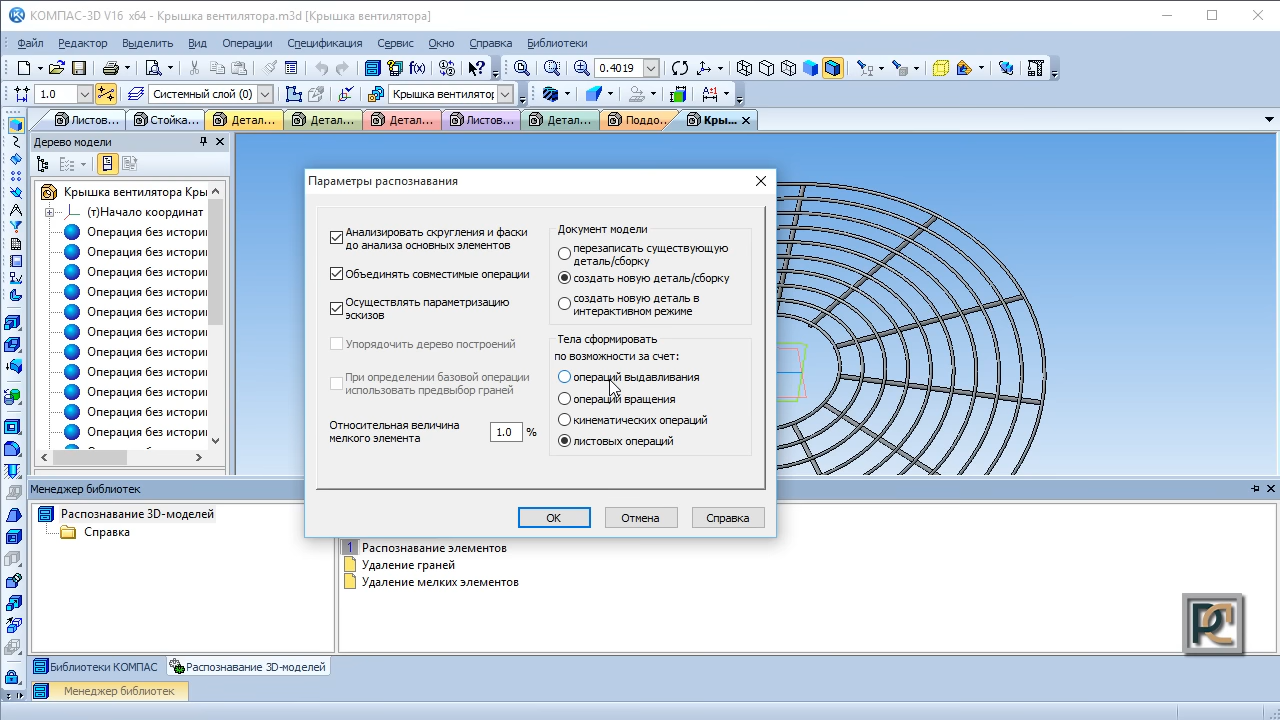 КОМПАС-3D V16  x64 - Крышка вентилятора.m3d [Крышка вентилятора]
Файл Редактор Выделить Вид Операции Спецификация Сервис Окно Справка Библиотеки
f(x) 0.4019
1.0 Системный слой (0) Крышка вентилятор
Листов... Стойка... Детал... Детал... Детал... Листов... Детал... Поддо... Кры...
Дерево модели
Крышка вентилятора Кры
(т)Начало координат
Операция без истори
Операция без истори
Операция без истори
Операция без истори
Операция без истори
Операция без истори
Операция без истори
Операция без истори
Операция без истори
Операция без истори
Операция без истори
Параметры распознавания
Анализировать скругления и фаски
до анализа основных элементов
Объединять совместимые операции
Осуществлять параметризацию
эскизов
Упорядочить дерево построений
При определении базовой операции
использовать предвыбор граней
Относительная величина
мелкого элемента
1.0 %
Документ модели
перезаписать существующую
деталь/сборку
создать новую деталь/сборку
создать новую деталь в
интерактивном режиме
Тела сформировать
по возможности за счет:
операций выдавливания
операций вращения
кинематических операций
листовых операций
ОК Отмена Справка
Менеджер библиотек
Распознавание 3D-моделей
Справка
1 Распознавание элементов
Удаление граней
Удаление мелких элементов
Библиотеки КОМПАС Распознавание 3D-моделей
Менеджер библиотек